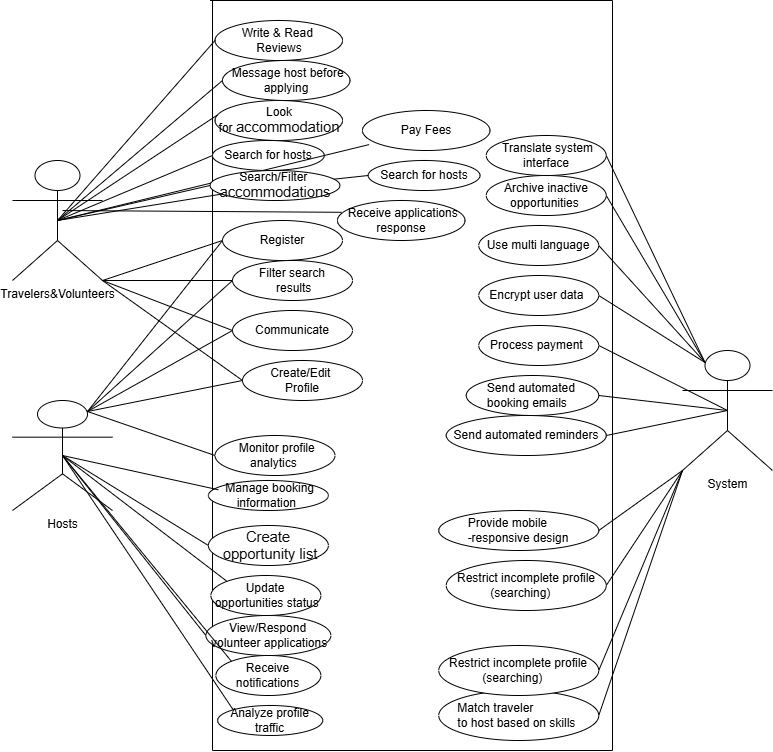 Write & Read
Reviews
Message host before
applying
Look
for accommodation
Pay Fees
Search for hosts
Search/Filter
accommodations
Search for hosts
Receive applications
response
Register
Filter search
results
Communicate
Create/Edit
Profile
Travelers&Volunteers
Monitor profile
analytics
Manage booking
information
Create
opportunity list
Update
opportunities status
View/Respond
volunteer applications
Receive
notifications
Analyze profile
traffic
Hosts
Translate system
interface
Archive inactive
opportunities
Use multi language
Encrypt user data
Process payment
Send automated
booking emails
Send automated reminders
Provide mobile
-responsive design
Restrict incomplete profile
(searching)
Restrict incomplete profile
(searching)
Match traveler
to host based on skills
System